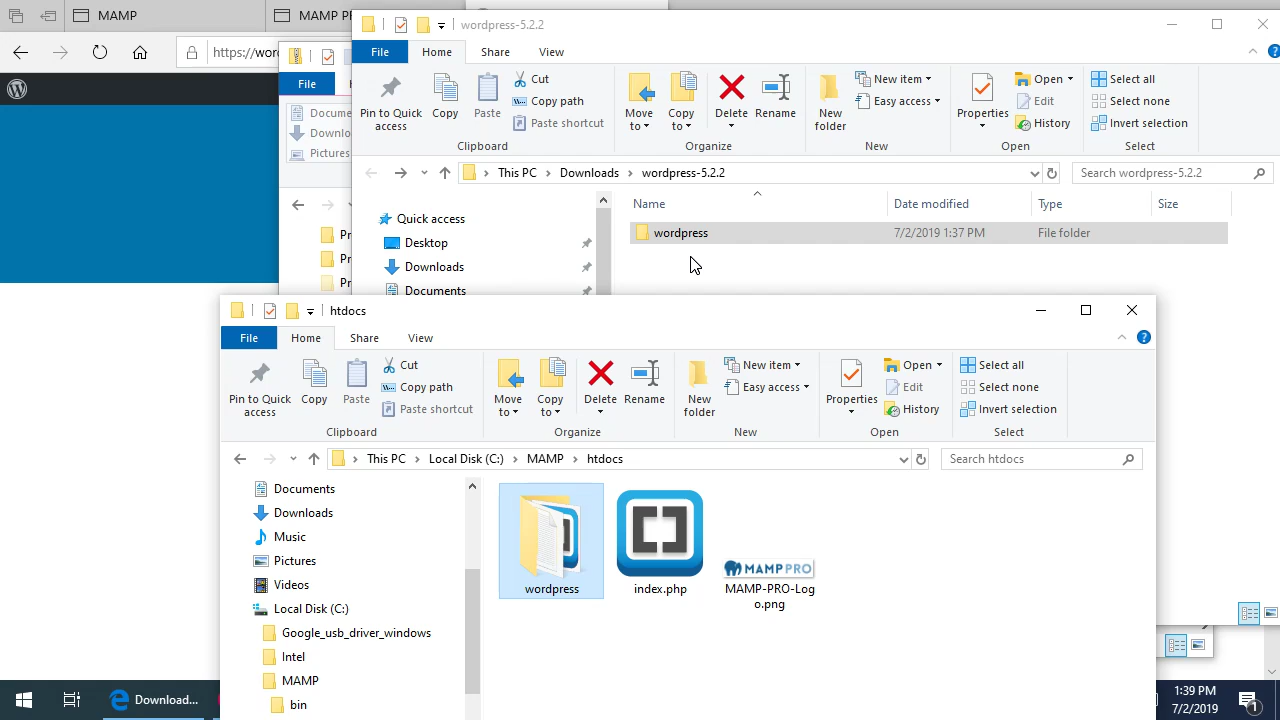 MAMP
MAMP P
https://wor
File
Docume
Downlo
Pictures
Pr
Pr
Pr
wordpress-5.2.2
File Home Share View
Pin to Quick access
Copy
Paste
Cut
Copy path
Paste shortcut
Clipboard
Move to
Copy to
Delete
Rename
Organize
New folder
New item
Easy access
New
Properties
Open
Edit
History
Open
Select all
Select none
Invert selection
Select
This PC > Downloads > wordpress-5.2.2
Search wordpress-5.2.2
Name Date modified Type Size
wordpress 7/2/2019 1:37 PM File folder
Quick access
Desktop
Downloads
Documents
htdocs
File Home Share View
Pin to Quick access
Copy
Paste
Cut
Copy path
Paste shortcut
Clipboard
Move to
Copy to
Delete
Rename
Organize
New folder
New item
Easy access
New
Properties
Open
Edit
History
Open
Select all
Select none
Invert selection
Select
This PC > Local Disk (C:) > MAMP > htdocs
Search htdocs
Documents
Downloads
Music
Pictures
Videos
Local Disk (C:)
Google_usb_driver_windows
Intel
MAMP
bin
wordpress
index.php
MAMP PRO
MAMP-PRO-Logo.png
Download...
1:39 PM
7/2/2019
1